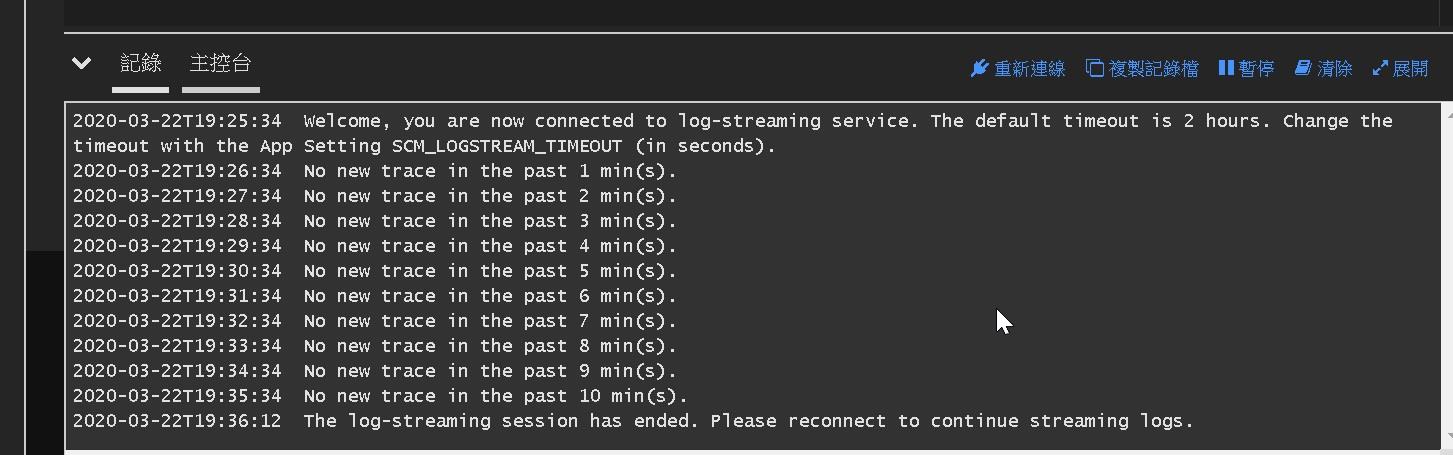 記錄 主控台 重新連線 複製記錄檔 暫停 清除 展開
2020-03-22T19:25:34  Welcome, you are now connected to log-streaming service. The default timeout is 2 hours. Change the
timeout with the App Setting SCM_LOGSTREAM_TIMEOUT (in seconds).
2020-03-22T19:26:34  No new trace in the past 1 min(s).
2020-03-22T19:27:34  No new trace in the past 2 min(s).
2020-03-22T19:28:34  No new trace in the past 3 min(s).
2020-03-22T19:29:34  No new trace in the past 4 min(s).
2020-03-22T19:30:34  No new trace in the past 5 min(s).
2020-03-22T19:31:34  No new trace in the past 6 min(s).
2020-03-22T19:32:34  No new trace in the past 7 min(s).
2020-03-22T19:33:34  No new trace in the past 8 min(s).
2020-03-22T19:34:34  No new trace in the past 9 min(s).
2020-03-22T19:35:34  No new trace in the past 10 min(s).
2020-03-22T19:36:12  The log-streaming session has ended. Please reconnect to continue streaming logs.